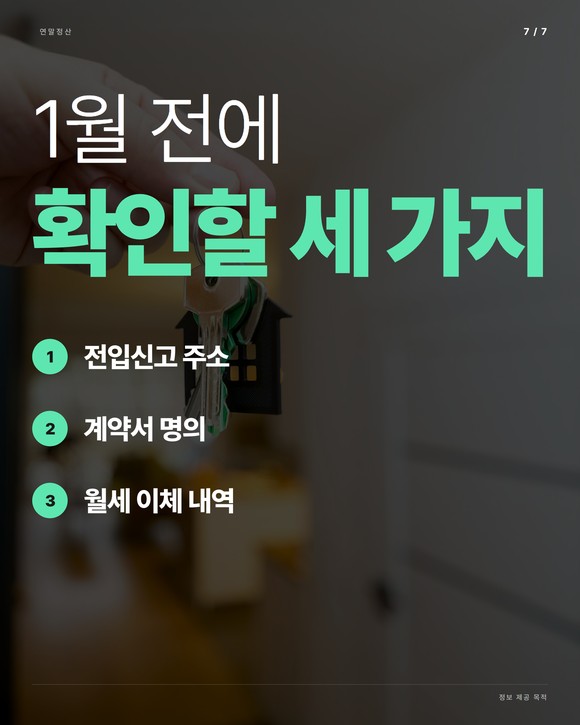 연말정산
7 / 7
1월 전에
확인할 세 가지
1 전입신고 주소
2 계약서 명의
3 월세 이체 내역
정보 제공 목적